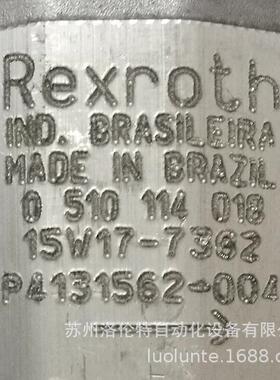 Rexroth
IND. BRASILEIRA
MADE IN BRAZIL
0 510 114 018
15W17-7362
P4131562-004
苏州洛伦特自动化设备有限
luolunte.1688.c